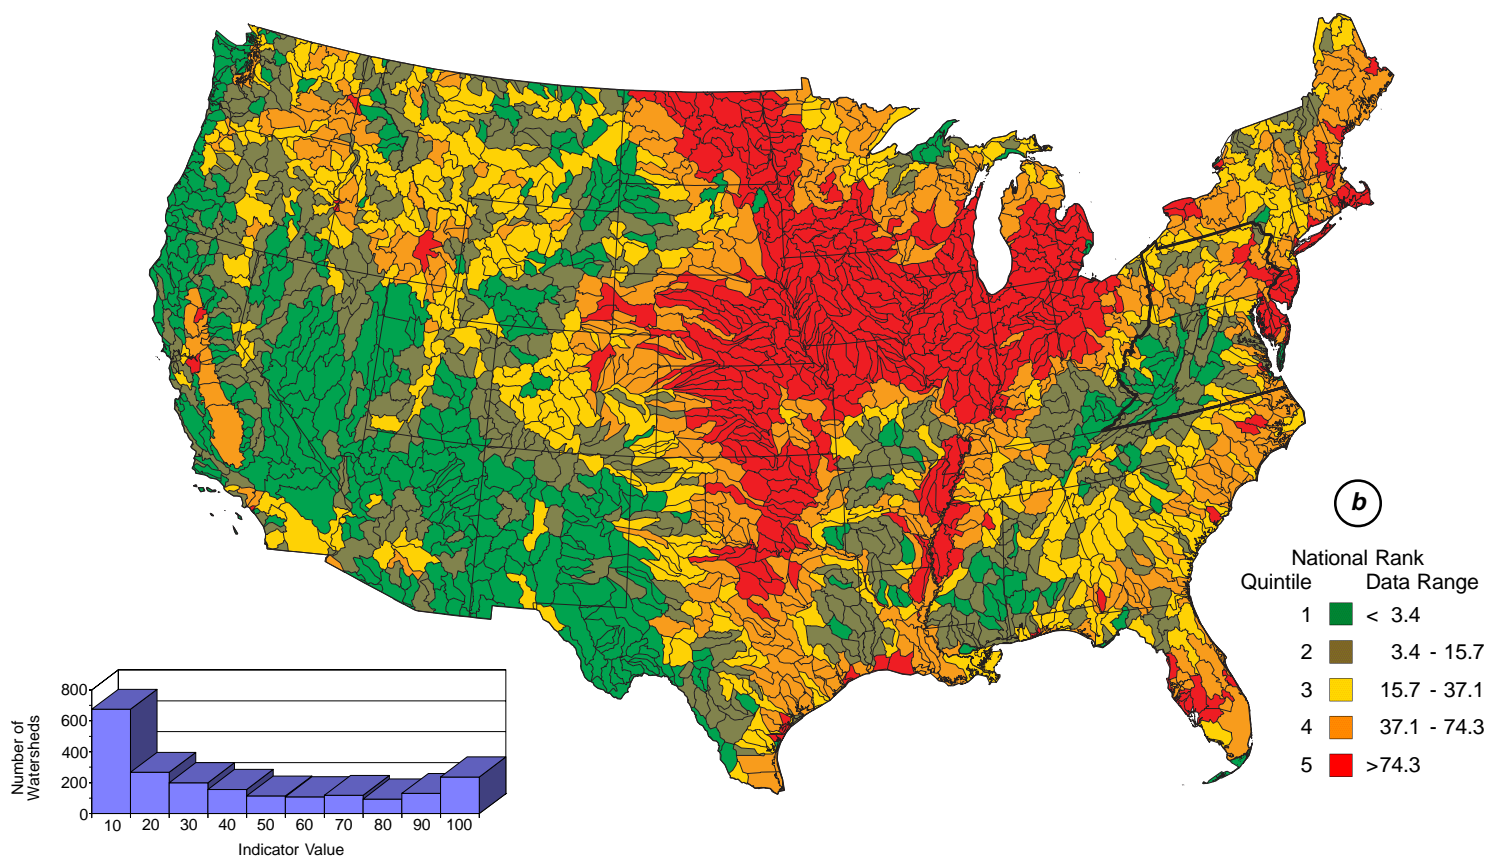 b
National Rank
Quintile Data Range
1 < 3.4
2 3.4 - 15.7
3 15.7 - 37.1
4 37.1 - 74.3
5 >74.3
Number of
Watersheds
800
600
400
200
0
10 20 30 40 50 60 70 80 90 100
Indicator Value